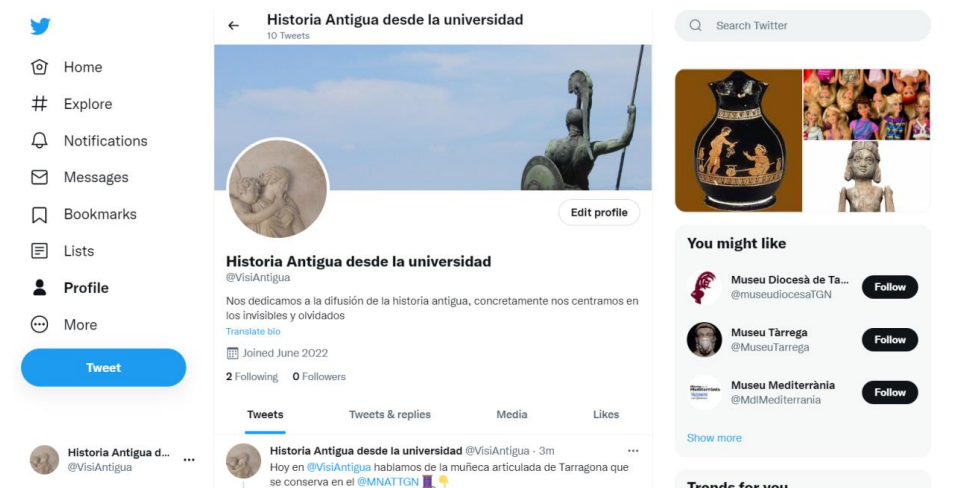 Historia Antigua desde la universidad
10 Tweets
Search Twitter
Home
Explore
Notifications
Messages
Bookmarks
Lists
Profile
More
Tweet
Historia Antigua d...
@VisiAntigua
Edit profile
Historia Antigua desde la universidad
@VisiAntigua
Nos dedicamos a la difusión de la historia antigua, concretamente nos centramos en
los invisibles y olvidados
Translate bio
Joined June 2022
2 Following 0 Followers
Tweets Tweets & replies Media Likes
Historia Antigua desde la universidad @VisiAntigua · 3m
Hoy en @VisiAntigua hablamos de la muñeca articulada de Tarragona que
se conserva en el @MNATTGN 🧵👇
You might like
Museu Diocesà de Ta...
@museudiocesaTGN
Follow
Museu Tàrrega
@MuseuTarrega
Follow
Museu Mediterrània
@MdlMediterrania
Follow
Show more
Trends for you